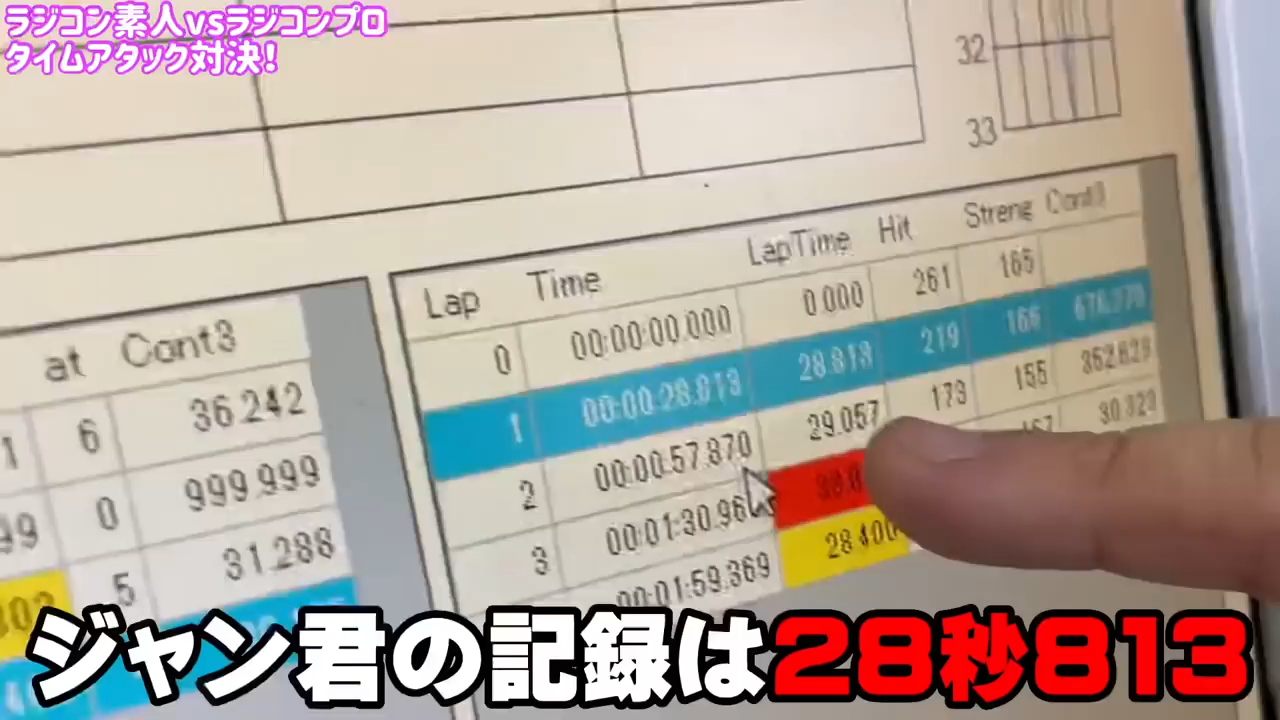 ラジコン素人vsラジコンプロ
タイムアタック対決!
32
33
Lap Time LapTime Hit Streng Cont3
0 00:00:00.000 0.000 261 165
1 00:00:28.813 28.813 219 166
2 00:00:57.870 29.057 173 155
3 00:01:30.96
00:01:59.369 28.400
at Cont3
1 6 36.242
99 0 999.999
5 31.288
ジャン君の記録は28秒813